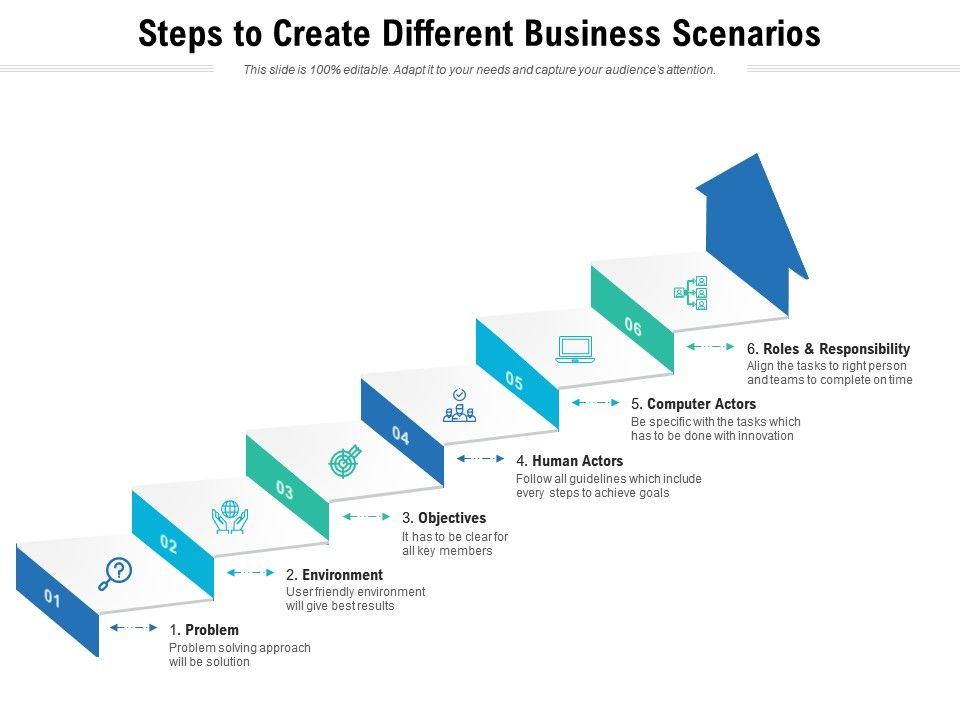 Steps to Create Different Business Scenarios
This slide is 100% editable. Adapt it to your needs and capture your audience's attention.
01
1. Problem
Problem solving approach
will be solution
02
2. Environment
User friendly environment
will give best results
03
3. Objectives
It has to be clear for
all key members
04
4. Human Actors
Follow all guidelines which include
every steps to achieve goals
05
5. Computer Actors
Be specific with the tasks which
has to be done with innovation
06
6. Roles & Responsibility
Align the tasks to right person
and teams to complete on time
?